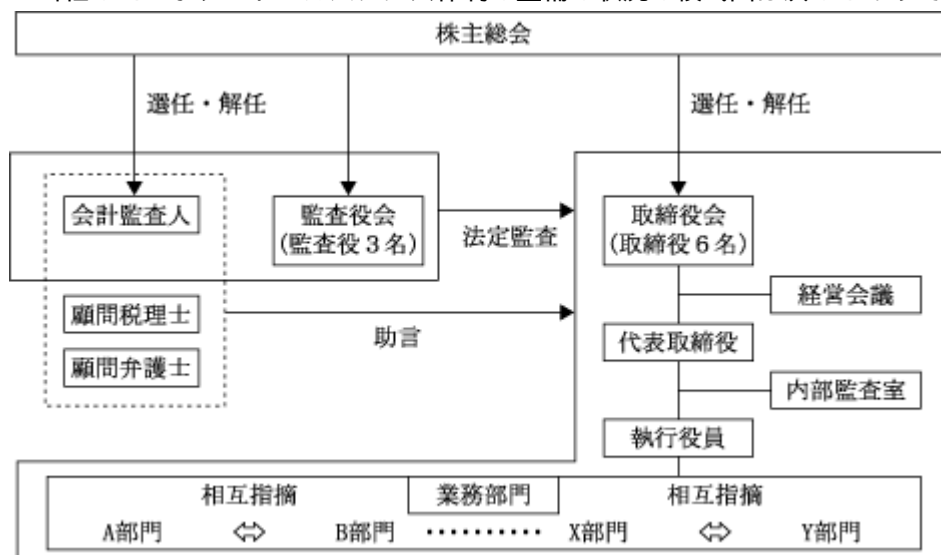 株主総会
選任・解任
選任・解任
会計監査人
監査役会
(監査役3名)
法定監査
取締役会
(取締役6名)
経営会議
顧問税理士
助言
代表取締役
顧問弁護士
内部監査室
執行役員
相互指摘
業務部門
相互指摘
A部門 ⇔ B部門 ・・・・・・・・・・ X部門 ⇔ Y部門